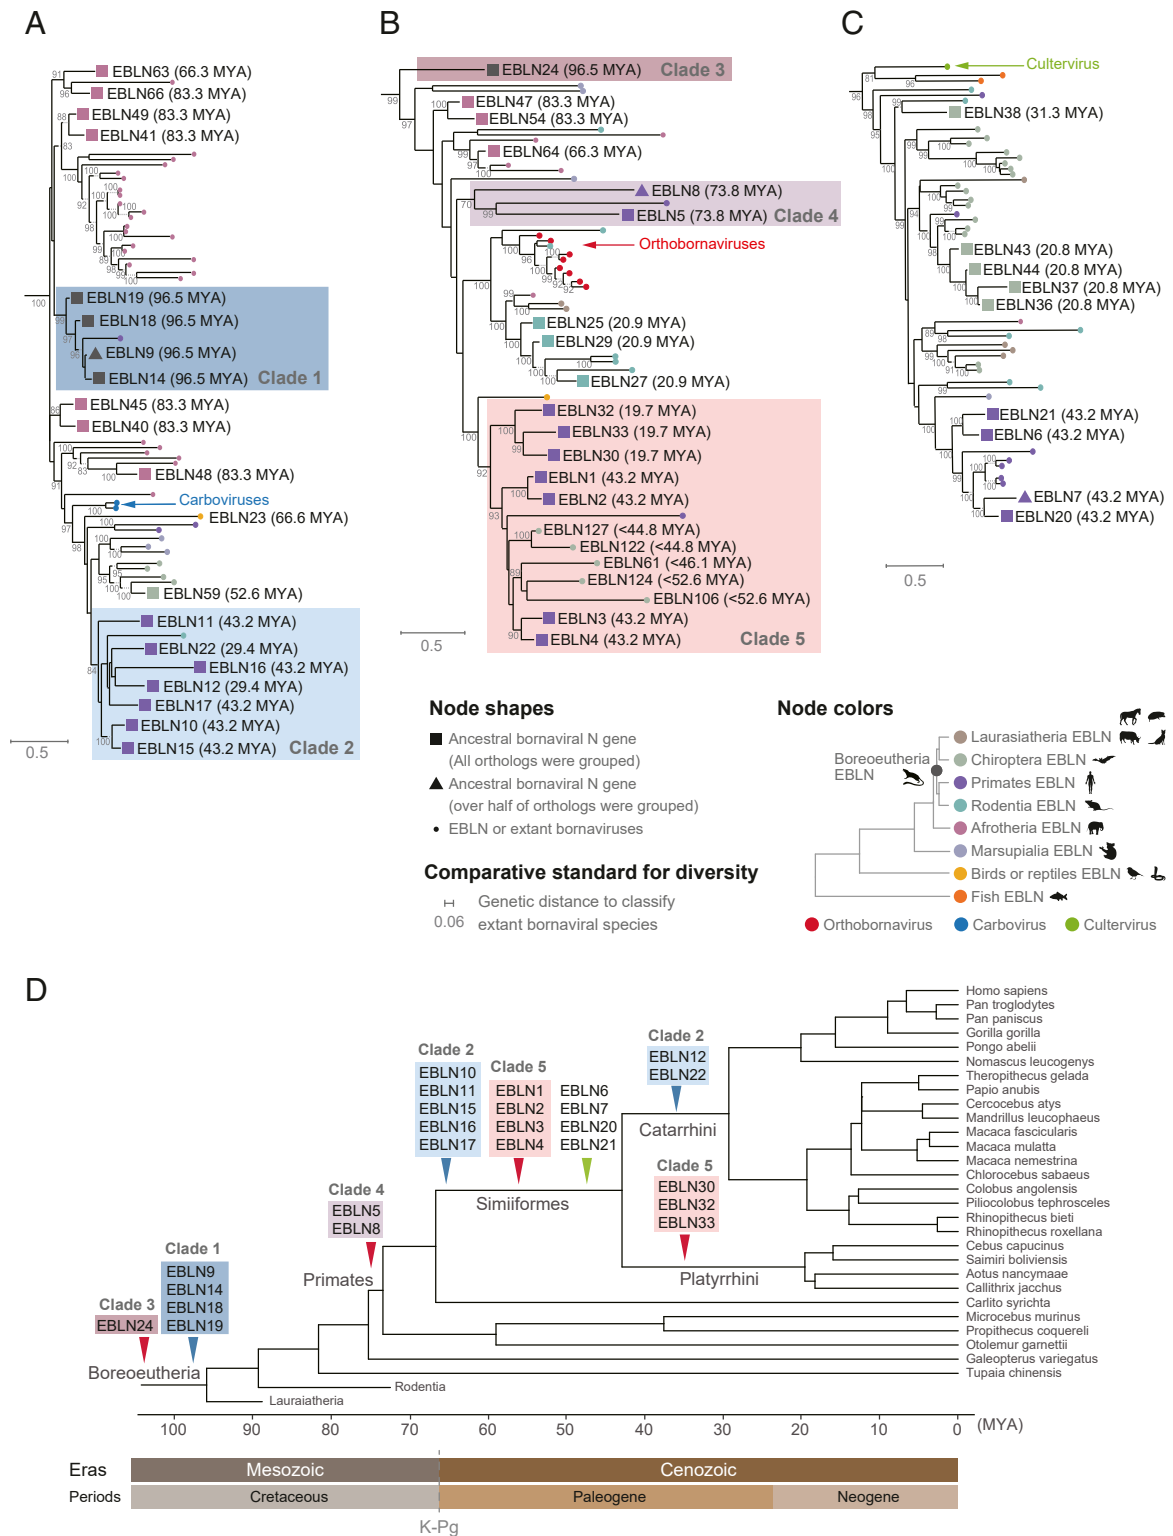 A
EBLN63 (66.3 MYA)
EBLN66 (83.3 MYA)
EBLN49 (83.3 MYA)
EBLN41 (83.3 MYA)
EBLN19 (96.5 MYA)
EBLN18 (96.5 MYA)
EBLN9 (96.5 MYA)
EBLN14 (96.5 MYA)
Clade 1
EBLN45 (83.3 MYA)
EBLN40 (83.3 MYA)
EBLN48 (83.3 MYA)
Carboviruses
EBLN23 (66.6 MYA)
EBLN59 (52.6 MYA)
EBLN11 (43.2 MYA)
EBLN22 (29.4 MYA)
EBLN16 (43.2 MYA)
EBLN12 (29.4 MYA)
EBLN17 (43.2 MYA)
EBLN10 (43.2 MYA)
EBLN15 (43.2 MYA)
Clade 2
0.5
B
EBLN24 (96.5 MYA)
Clade 3
EBLN47 (83.3 MYA)
EBLN54 (83.3 MYA)
EBLN64 (66.3 MYA)
EBLN8 (73.8 MYA)
EBLN5 (73.8 MYA)
Clade 4
Orthobornaviruses
EBLN25 (20.9 MYA)
EBLN29 (20.9 MYA)
EBLN27 (20.9 MYA)
EBLN32 (19.7 MYA)
EBLN33 (19.7 MYA)
EBLN30 (19.7 MYA)
EBLN1 (43.2 MYA)
EBLN2 (43.2 MYA)
EBLN127 (<44.8 MYA)
EBLN122 (<44.8 MYA)
EBLN61 (<46.1 MYA)
EBLN124 (<52.6 MYA)
EBLN106 (<52.6 MYA)
EBLN3 (43.2 MYA)
EBLN4 (43.2 MYA)
Clade 5
0.5
C
Cultervirus
EBLN38 (31.3 MYA)
EBLN43 (20.8 MYA)
EBLN44 (20.8 MYA)
EBLN37 (20.8 MYA)
EBLN36 (20.8 MYA)
EBLN21 (43.2 MYA)
EBLN6 (43.2 MYA)
EBLN7 (43.2 MYA)
EBLN20 (43.2 MYA)
0.5
Node shapes
Ancestral bornaviral N gene
(All orthologs were grouped)
Ancestral bornaviral N gene
(over half of orthologs were grouped)
EBLN or extant bornaviruses
Comparative standard for diversity
Genetic distance to classify
0.06
extant bornaviral species
Node colors
Boreoeutheria
EBLN
Laurasiatheria EBLN
Chiroptera EBLN
Primates EBLN
Rodentia EBLN
Afrotheria EBLN
Marsupialia EBLN
Birds or reptiles EBLN
Fish EBLN
Orthobornavirus
Carbovirus
Cultervirus
D
Clade 3
EBLN24
Boreoeutheria
Clade 1
EBLN9
EBLN14
EBLN18
EBLN19
Clade 4
EBLN5
EBLN8
Primates
Clade 2
EBLN10
EBLN11
EBLN15
EBLN16
EBLN17
Clade 5
EBLN1
EBLN2
EBLN3
EBLN4
EBLN6
EBLN7
EBLN20
EBLN21
Simiiformes
Clade 2
EBLN12
EBLN22
Catarrhini
Clade 5
EBLN30
EBLN32
EBLN33
Platyrrhini
Homo sapiens
Pan troglodytes
Pan paniscus
Gorilla gorilla
Pongo abelii
Nomascus leucogenys
Theropithecus gelada
Papio anubis
Cercocebus atys
Mandrillus leucophaeus
Macaca fascicularis
Macaca mulatta
Macaca nemestrina
Chlorocebus sabaeus
Colobus angolensis
Piliocolobus tephrosceles
Rhinopithecus bieti
Rhinopithecus roxellana
Cebus capucinus
Saimiri boliviensis
Aotus nancymaae
Callithrix jacchus
Carlito syrichta
Microcebus murinus
Propithecus coquereli
Otolemur garnettii
Galeopterus variegatus
Tupaia chinensis
Rodentia
Lauraiatheria
100 90 80 70 60 50 40 30 20 10 0 (MYA)
Eras Mesozoic Cenozoic
Periods Cretaceous Paleogene Neogene
K-Pg